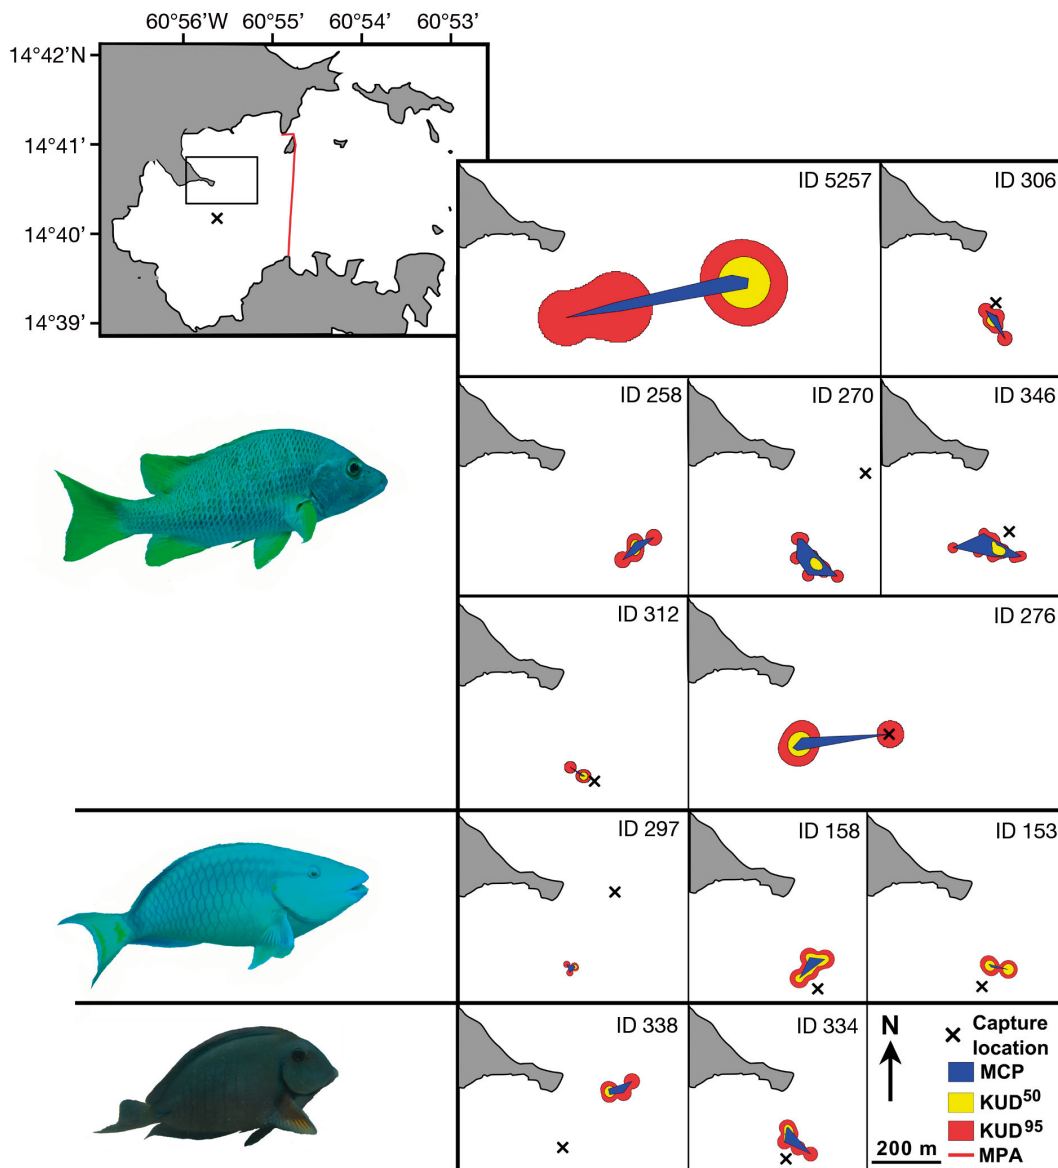 60°56'W 60°55' 60°54' 60°53'
14°42'N
14°41'
14°40'
14°39'
ID 5257
ID 306
ID 258
ID 270
ID 346
ID 312
ID 276
ID 297
ID 158
ID 153
ID 338
ID 334
N
Capture
location
MCP
KUD50
KUD95
MPA
200 m